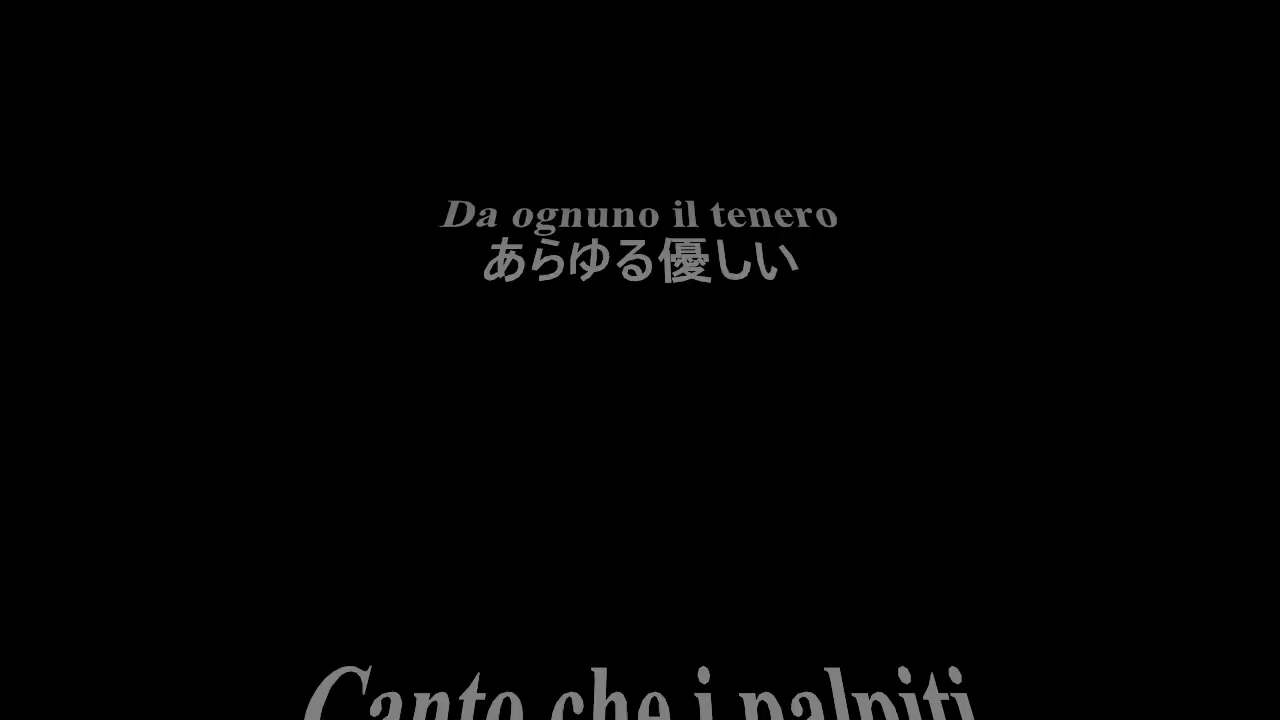 Da ognuno il tenero
あらゆる優しい
Canto che i palpiti